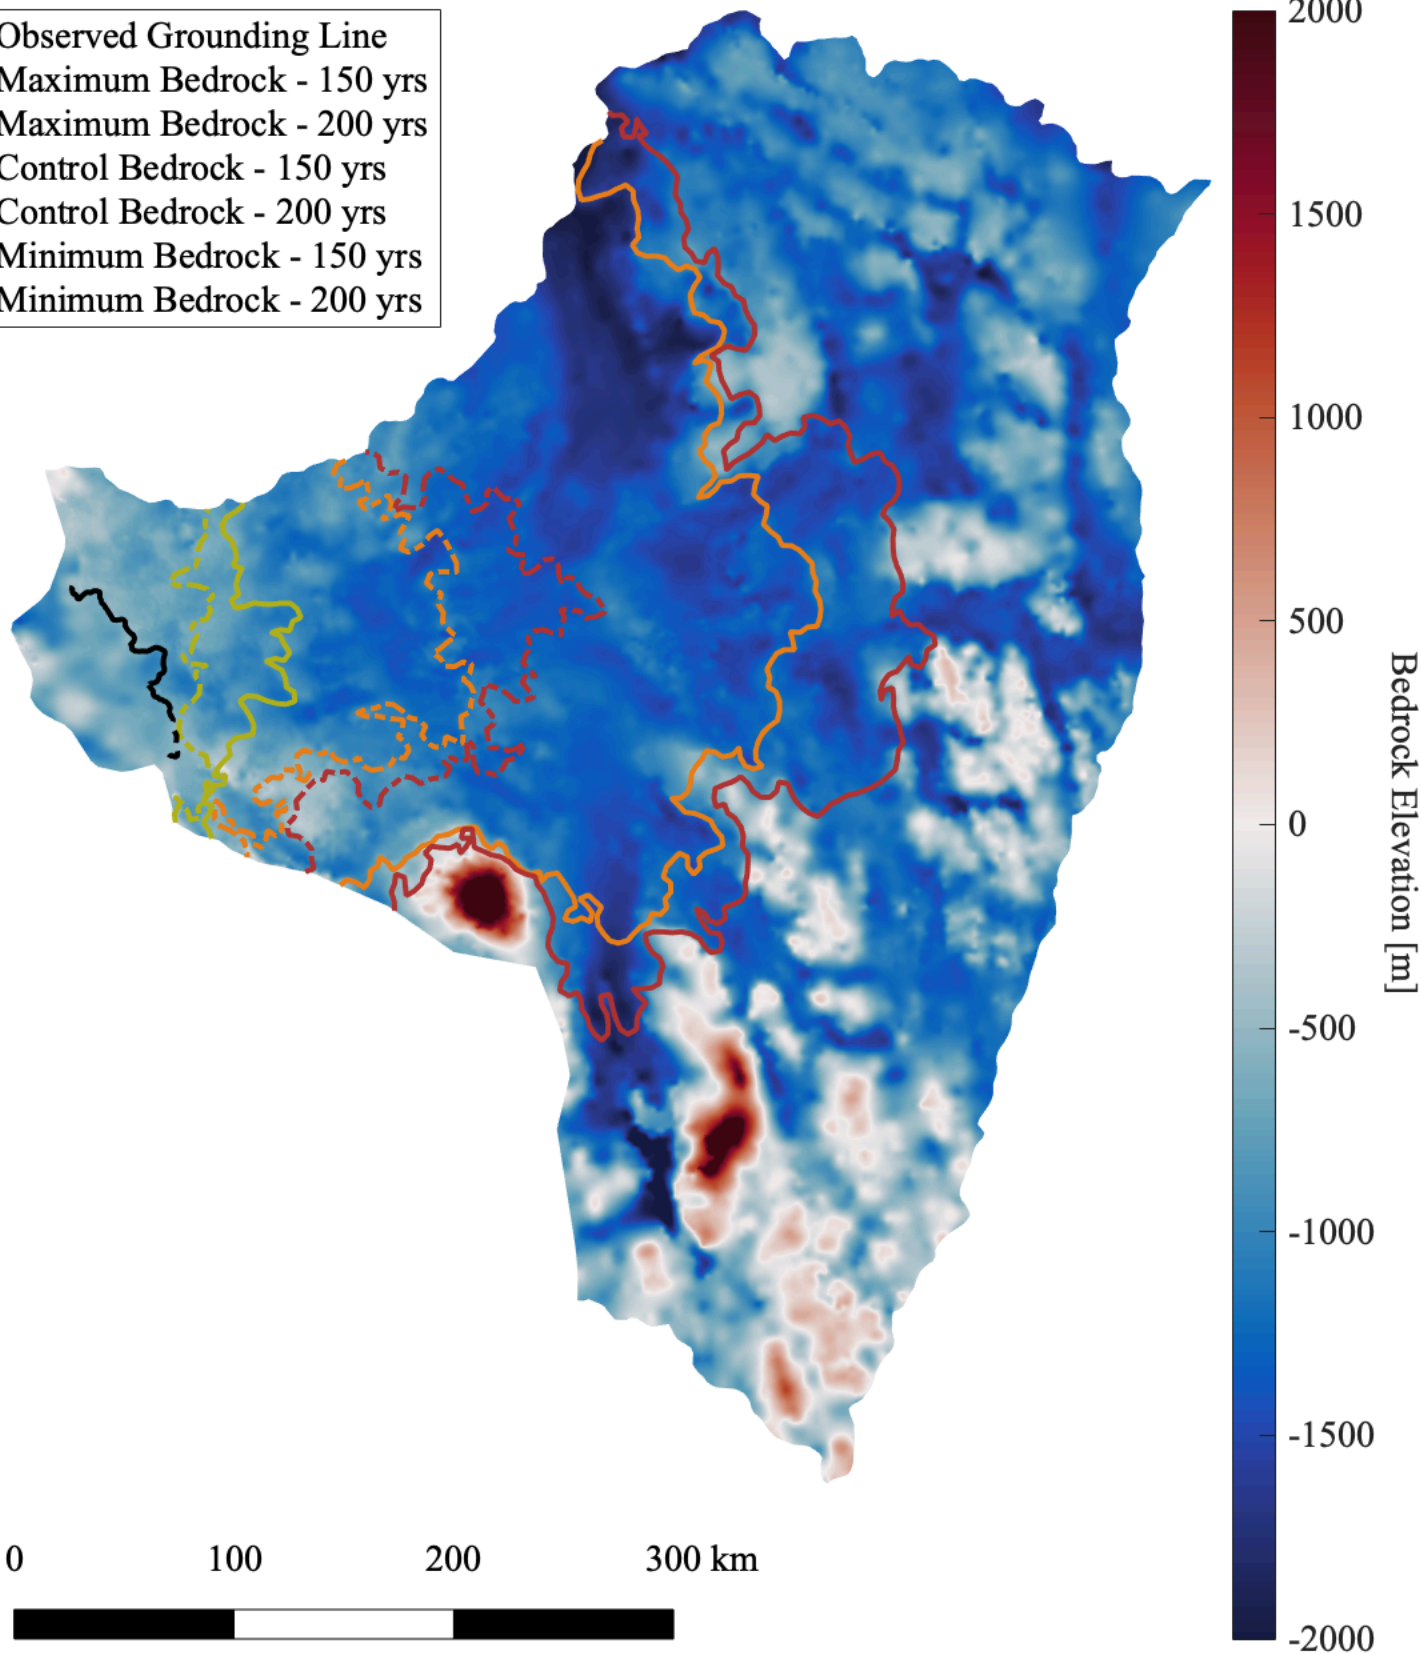 Observed Grounding Line
Maximum Bedrock - 150 yrs
Maximum Bedrock - 200 yrs
Control Bedrock - 150 yrs
Control Bedrock - 200 yrs
Minimum Bedrock - 150 yrs
Minimum Bedrock - 200 yrs
2000
1500
1000
500
0
-500
-1000
-1500
-2000
Bedrock Elevation [m]
0 100 200 300 km